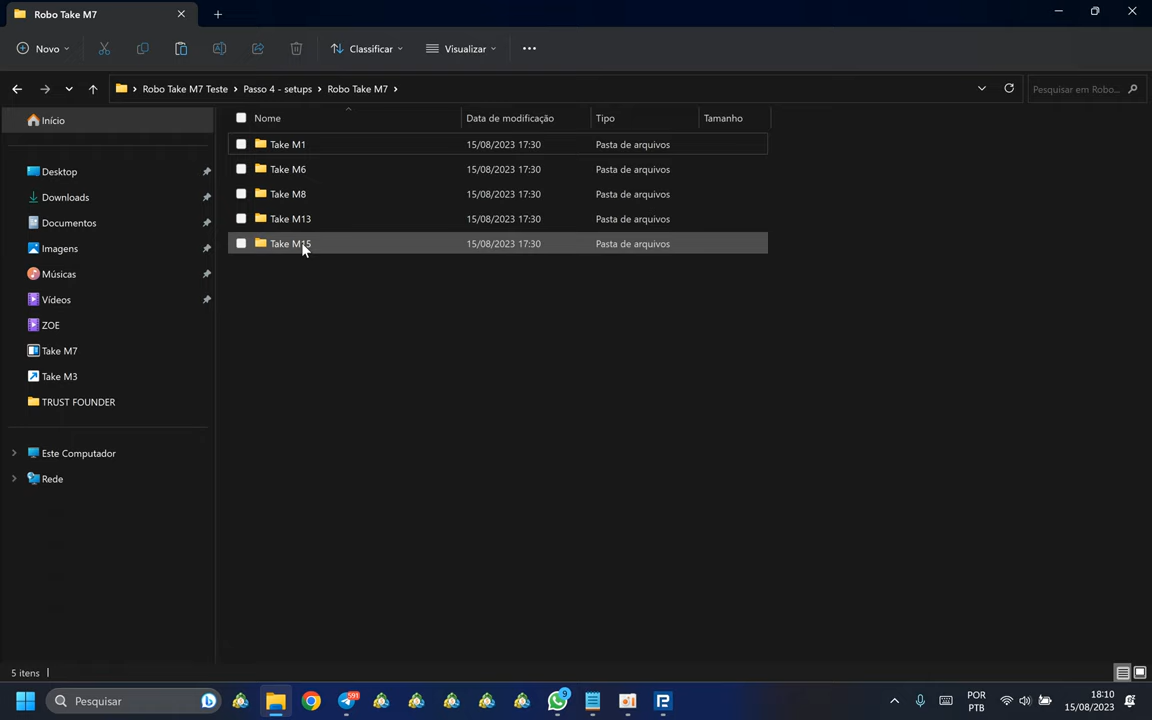 Robo Take M7
Novo
Classificar
Visualizar
Robo Take M7 Teste > Passo 4 - setups > Robo Take M7 >
Pesquisar em Robo...
Início
Nome
Data de modificação
Tipo
Tamanho
Take M1 15/08/2023 17:30 Pasta de arquivos
Take M6 15/08/2023 17:30 Pasta de arquivos
Take M8 15/08/2023 17:30 Pasta de arquivos
Take M13 15/08/2023 17:30 Pasta de arquivos
Take M15 15/08/2023 17:30 Pasta de arquivos
Desktop
Downloads
Documentos
Imagens
Músicas
Vídeos
ZOE
Take M7
Take M3
TRUST FOUNDER
Este Computador
Rede
5 itens
Pesquisar
591
9
POR
PTB
18:10
15/08/2023